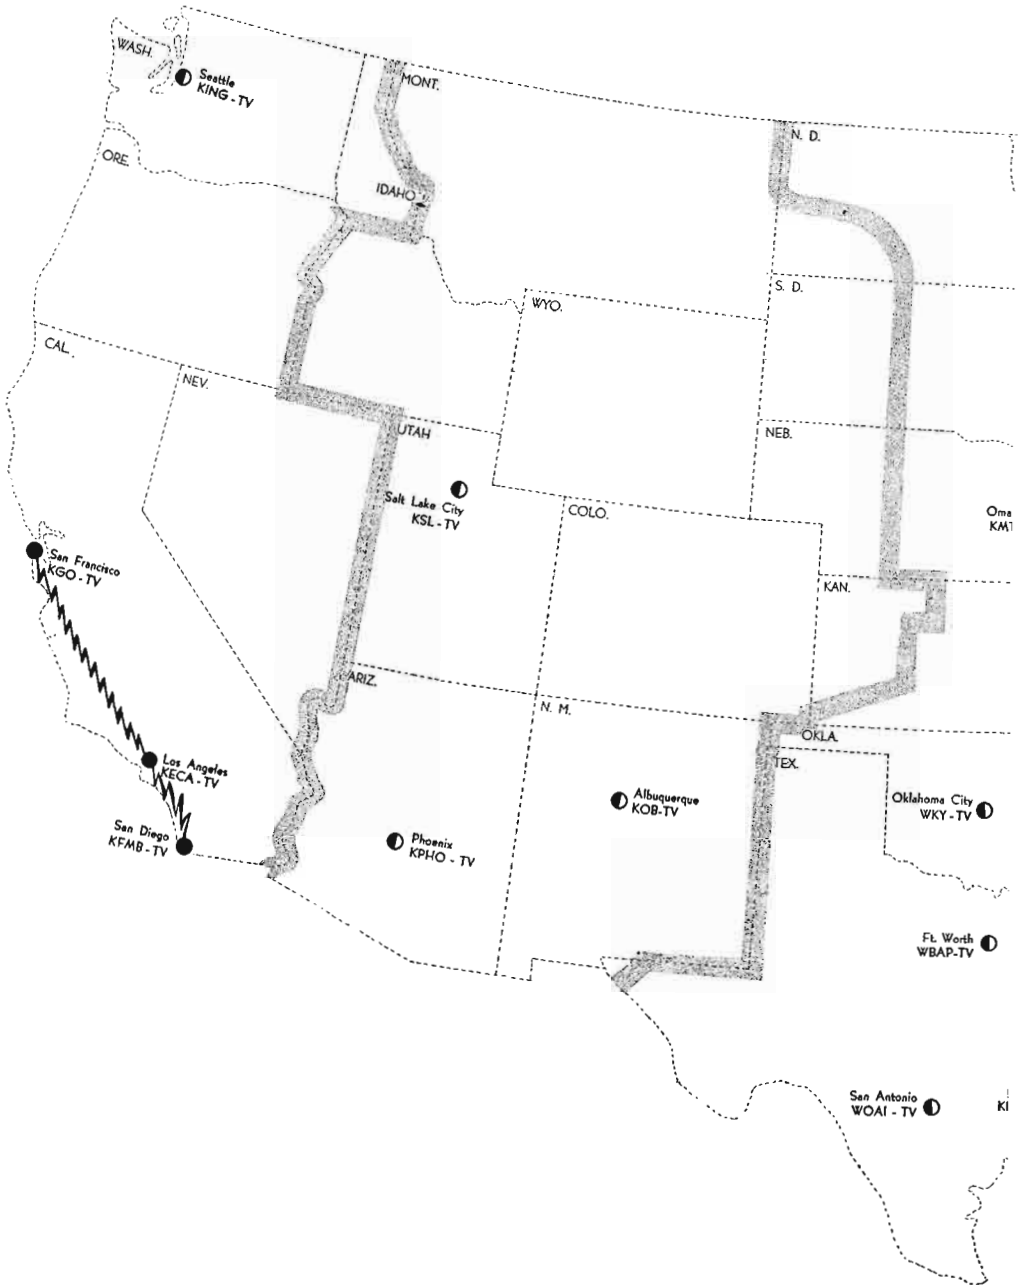 WASH.
Seattle
KING - TV
MONT.
N. D.
ORE.
IDAHO
S. D.
WYO.
CAL.
NEV.
UTAH
NEB.
Salt Lake City
KSL - TV
COLO.
Oma
KMT
San Francisco
KGO - TV
KAN.
ARIZ.
N. M.
OKLA.
TEX.
Los Angeles
KECA - TV
Albuquerque
KOB-TV
Oklahoma City
WKY - TV
San Diego
KFMB - TV
Phoenix
KPHO - TV
Ft. Worth
WBAP-TV
San Antonio
WOAI - TV